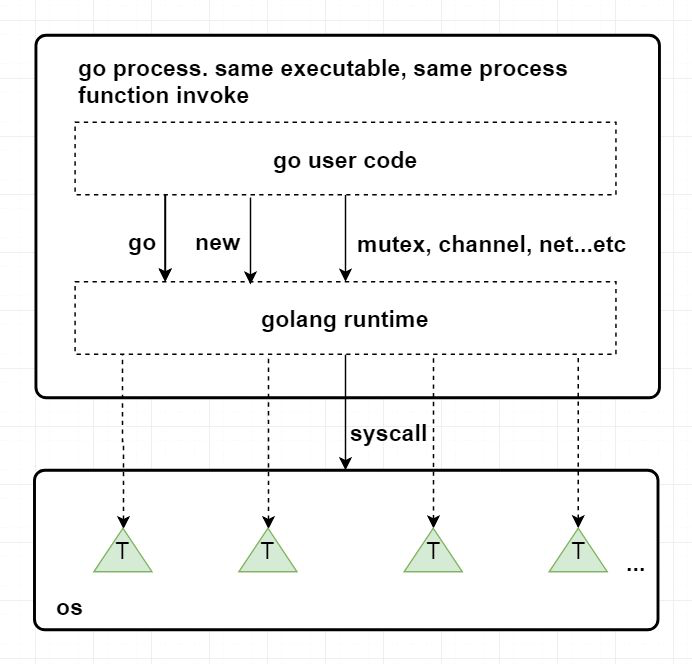 go process. same executable, same process
function invoke
go user code
go
new
mutex, channel, net...etc
golang runtime
syscall
T
T
T
T
...
os